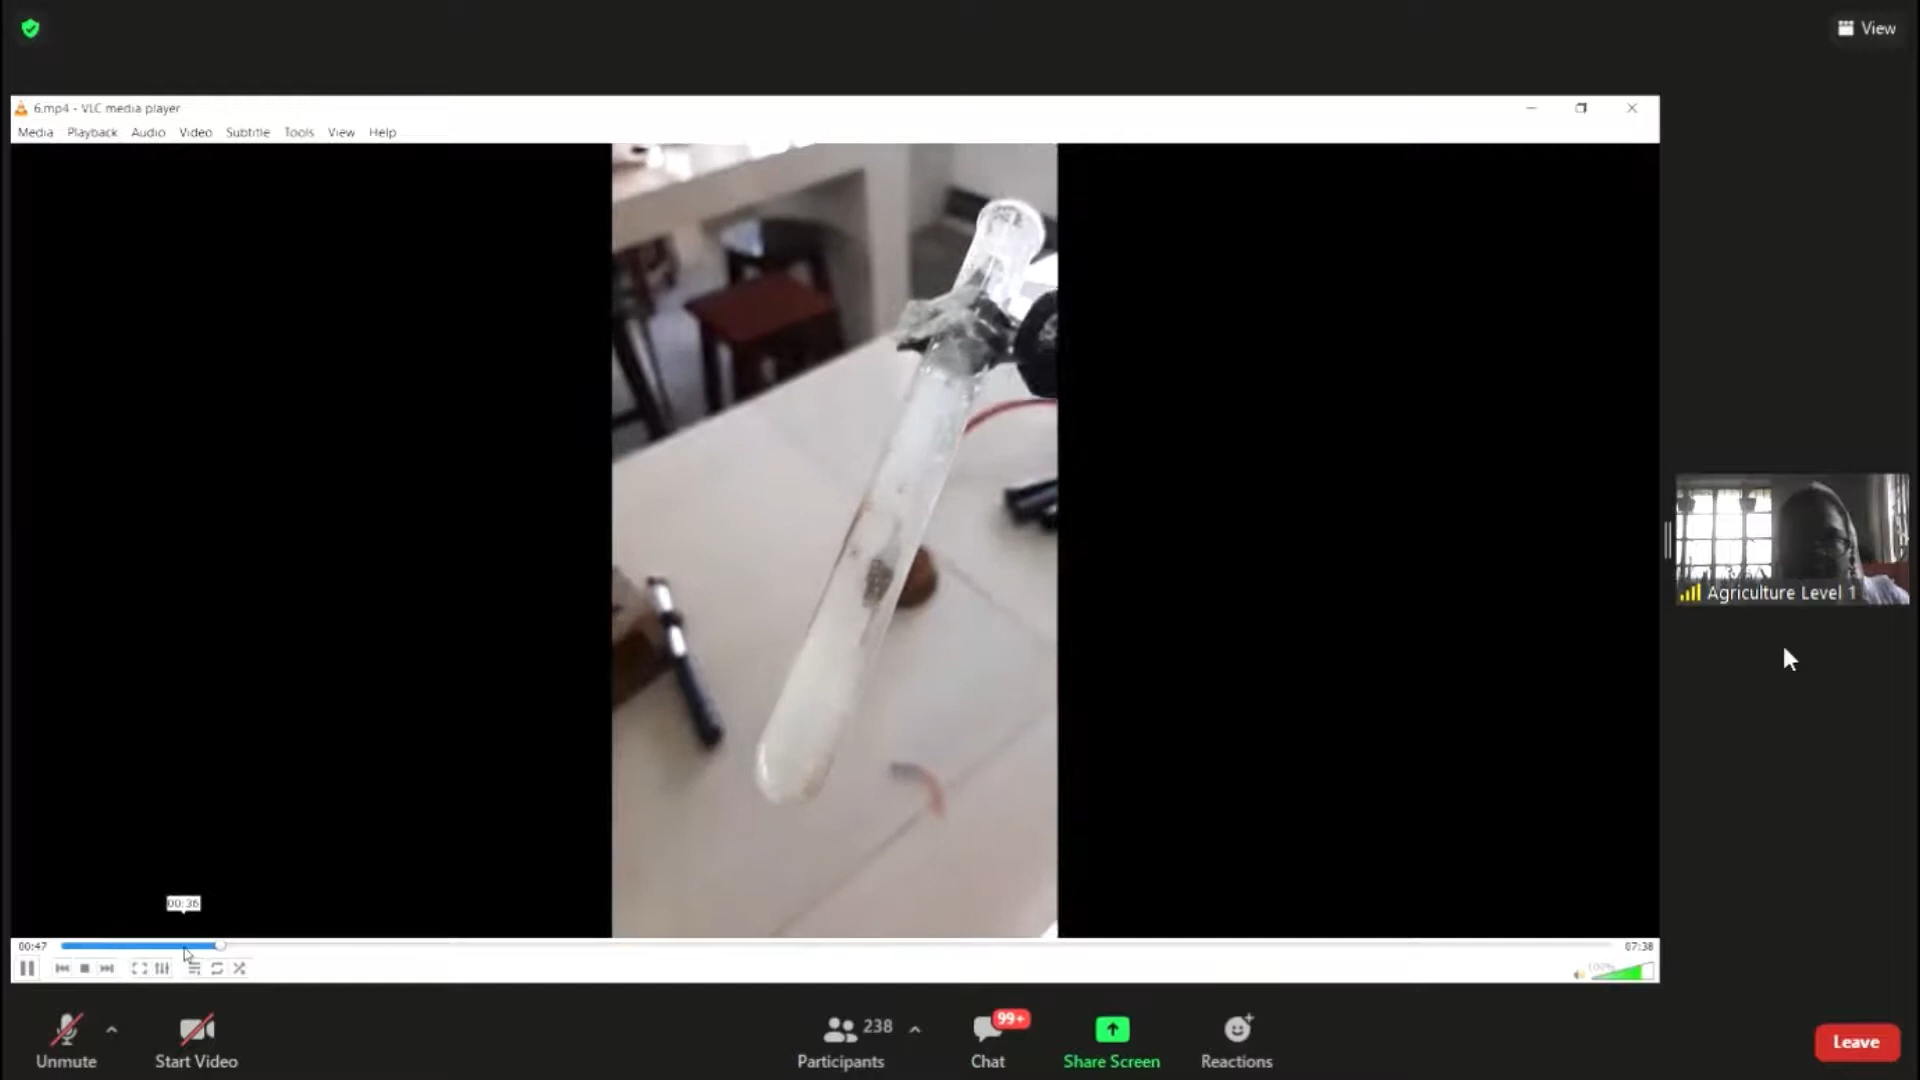 View
6.mp4 - VLC media player
Media Playback Audio Video Subtitle Tools View Help
Agriculture Level 1
00:36
00:47
07:38
100%
Unmute
Start Video
238
Participants
99+
Chat
Share Screen
Reactions
Leave